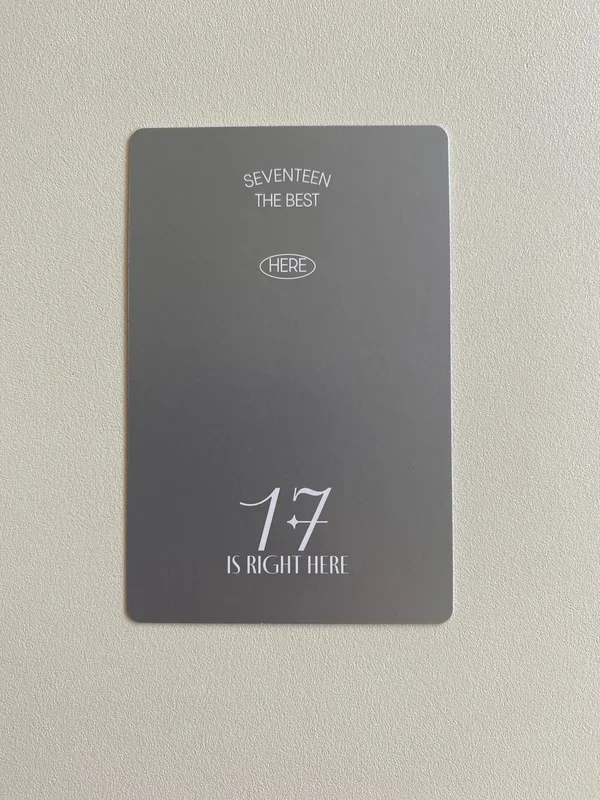 SEVENTEEN
THE BEST
HERE
17
IS RIGHT HERE